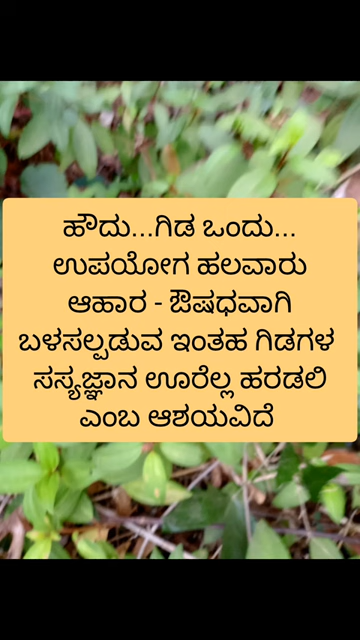 ಹೌದು...ಗಿಡ ಒಂದು...
ಉಪಯೋಗ ಹಲವಾರು
ಆಹಾರ - ಔಷಧವಾಗಿ
ಬಳಸಲ್ಪಡುವ ಇಂತಹ ಗಿಡಗಳ
ಸಸ್ಯಜ್ಞಾನ ಊರೆಲ್ಲ ಹರಡಲಿ
ಎಂಬ ಆಶಯವಿದೆ